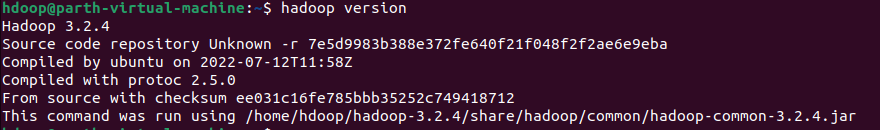 hdoop@parth-virtual-machine:~$ hadoop version
Hadoop 3.2.4
Source code repository Unknown -r 7e5d9983b388e372fe640f21f048f2f2ae6e9eba
Compiled by ubuntu on 2022-07-12T11:58Z
Compiled with protoc 2.5.0
From source with checksum ee031c16fe785bbb35252c749418712
This command was run using /home/hdoop/hadoop-3.2.4/share/hadoop/common/hadoop-common-3.2.4.jar